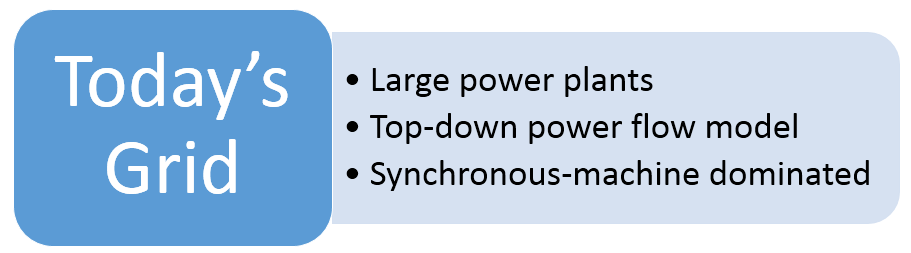 Today’s
Grid
• Large power plants
• Top-down power flow model
• Synchronous-machine dominated